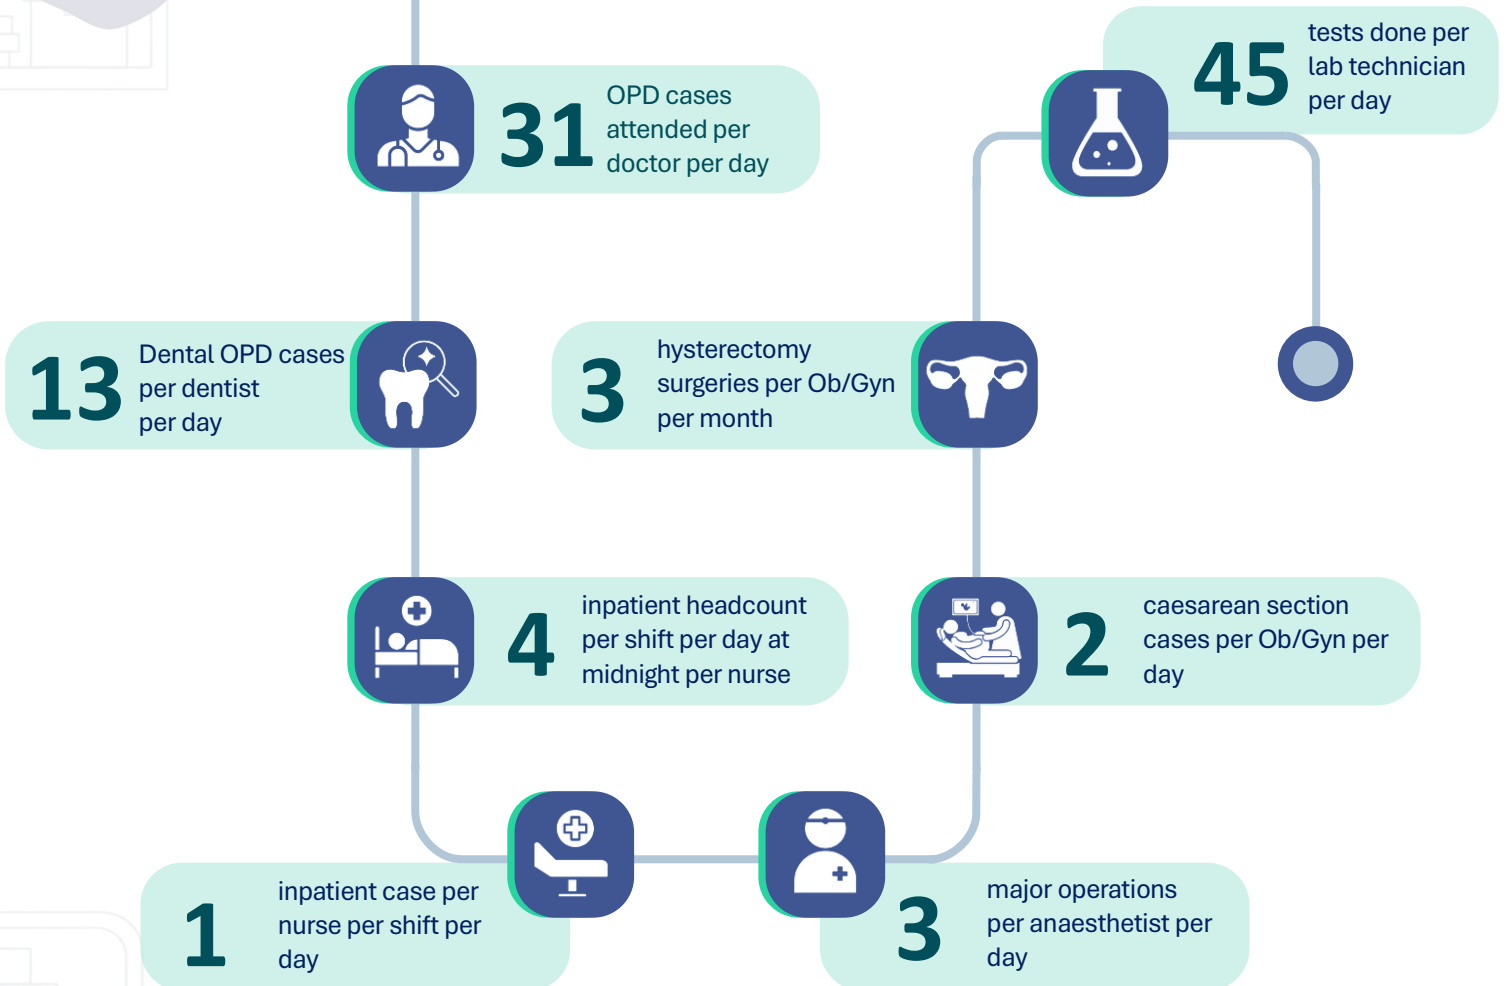 31
OPD cases
attended per
doctor per day
13
Dental OPD cases
per dentist
per day
4
inpatient headcount
per shift per day at
midnight per nurse
1
inpatient case per
nurse per shift per
day
3
major operations
per anaesthetist per
day
2
caesarean section
cases per Ob/Gyn per
day
3
hysterectomy
surgeries per Ob/Gyn
per month
45
tests done per
lab technician
per day